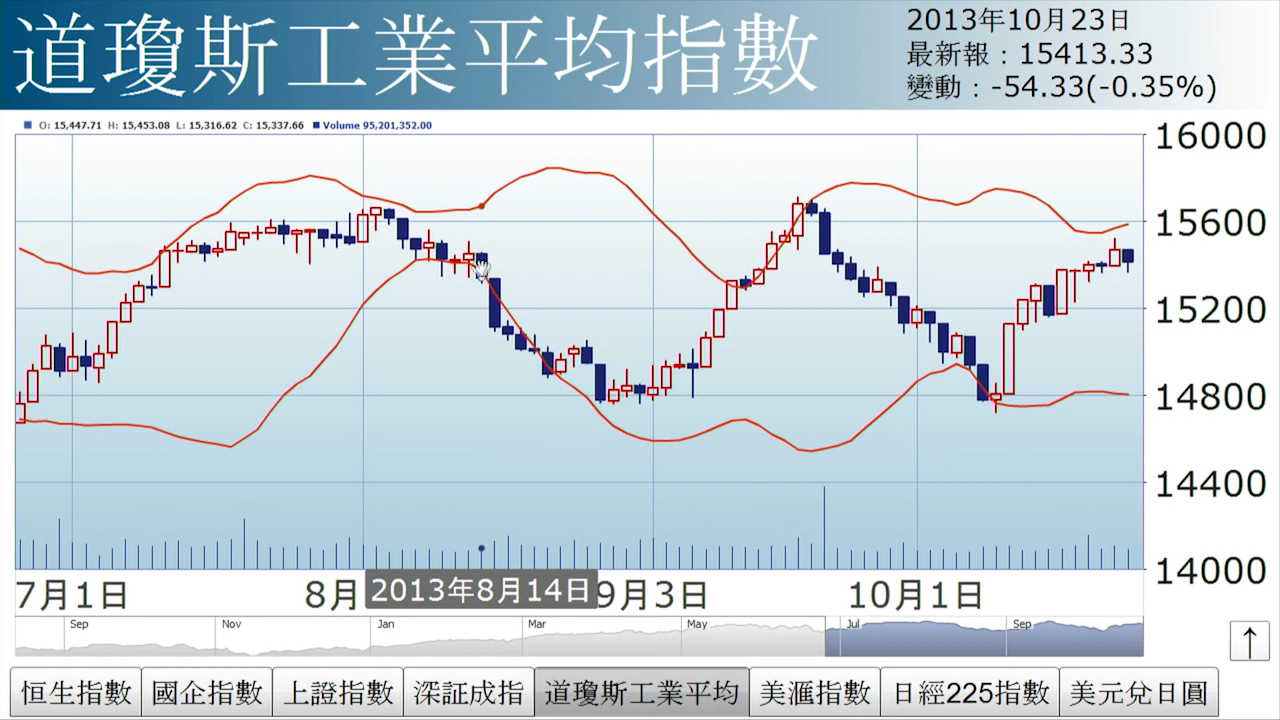 道瓊斯工業平均指數
2013年10月23日
最新報：15413.33
變動：-54.33(-0.35%)
O: 15,447.71 H: 15,453.08 L: 15,316.62 C: 15,337.66 Volume 95,201,352.00
16000
15600
15200
14800
14400
14000
7月1日 8月 2013年8月14日 9月3日 10月1日
Sep Nov Jan Mar May Jul Sep
↑
恒生指數 國企指數 上證指數 深証成指 道瓊斯工業平均 美滙指數 日經225指數 美元兌日圓